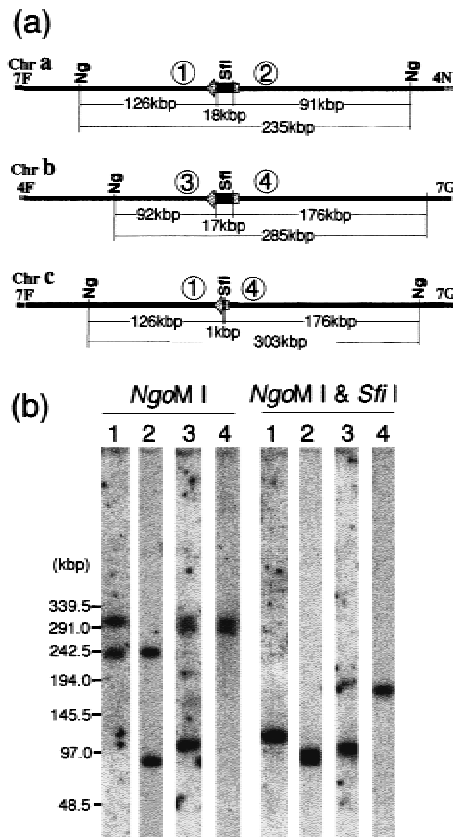 (a)
Chr a
7F
Ng
①
Sfi
②
Ng
4N
126kbp
18kbp
91kbp
235kbp
Chr b
4F
Ng
③
Sfi
④
7G
92kbp
17kbp
176kbp
285kbp
Chr c
7F
Ng
①
Sfi
④
Ng
7G
126kbp
1kbp
176kbp
303kbp
(b)
NgoM I
NgoM I & Sfi I
1 2 3 4 1 2 3 4
(kbp)
339.5
291.0
242.5
194.0
145.5
97.0
48.5